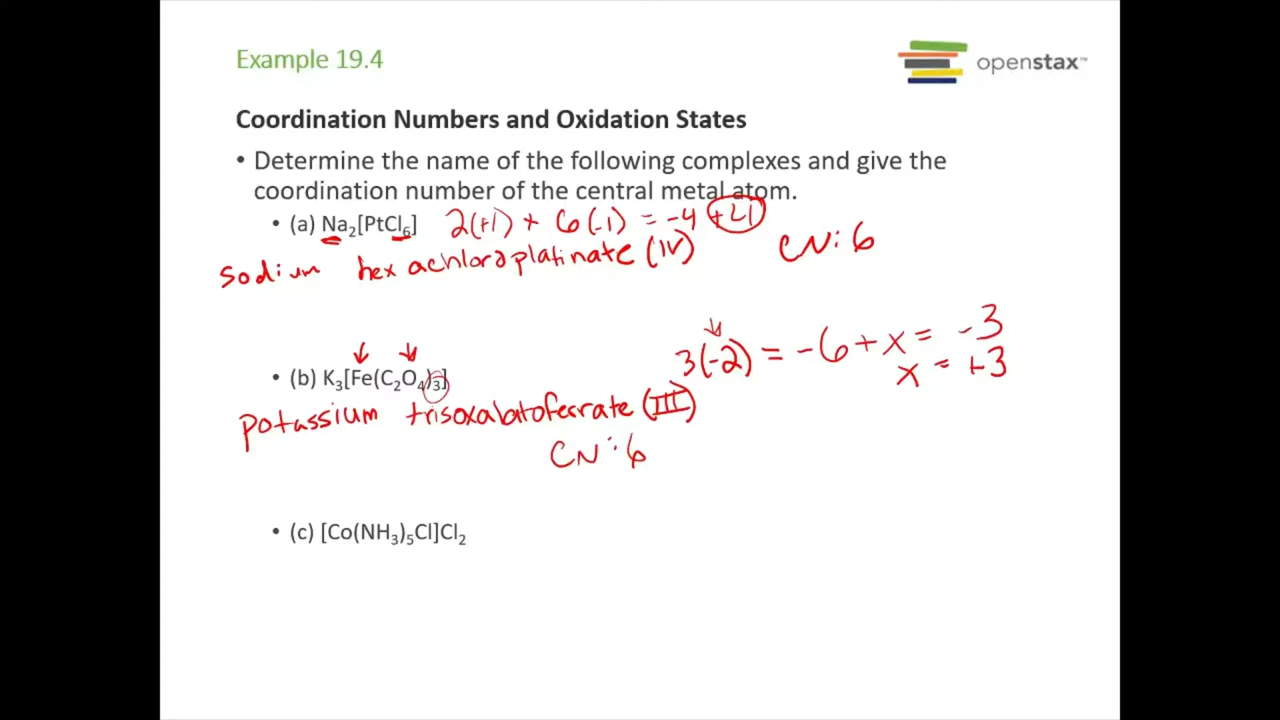 Example 19.4
openstax™
Coordination Numbers and Oxidation States
• Determine the name of the following complexes and give the
coordination number of the central metal atom.
• (a) Na₂[PtCl₆] 2(+1) + 6(-1) = -4 +4
CN: 6
sodium hexachloroplatinate (IV)
3(-2) = -6 + x = -3
x = +3
• (b) K₃[Fe(C₂O₄)₃]
potassium trisoxalatoferrate (III)
CN: 6
• (c) [Co(NH₃)₅Cl]Cl₂